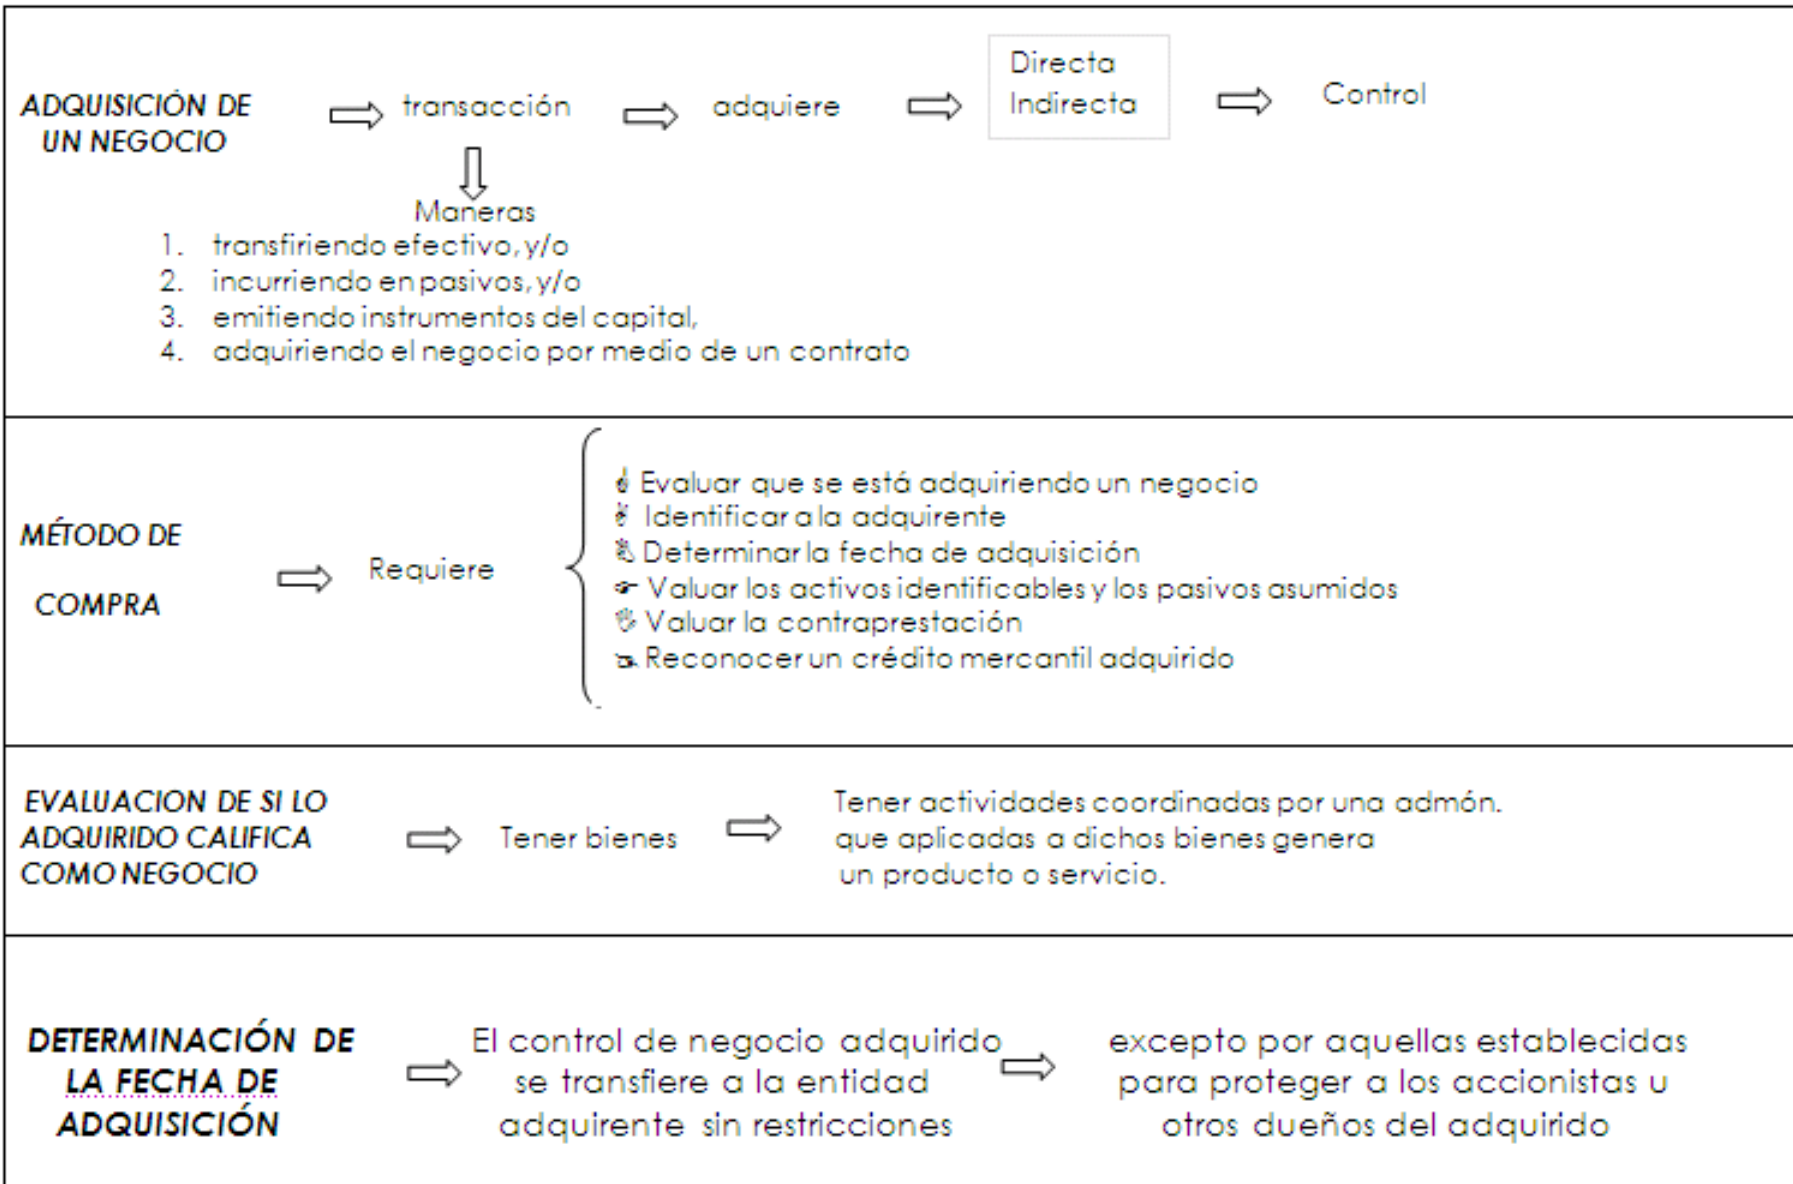 ADQUISICIÓN DE
UN NEGOCIO
transacción
adquiere
Directa
Indirecta
Control
Maneras
1. transfiriendo efectivo, y/o
2. incurriendo en pasivos, y/o
3. emitiendo instrumentos del capital,
4. adquiriendo el negocio por medio de un contrato
MÉTODO DE
COMPRA
Requiere
Evaluar que se está adquiriendo un negocio
Identificar a la adquirente
Determinar la fecha de adquisición
Valuar los activos identificables y los pasivos asumidos
Valuar la contraprestación
Reconocer un crédito mercantil adquirido
EVALUACION DE SI LO
ADQUIRIDO CALIFICA
COMO NEGOCIO
Tener bienes
Tener actividades coordinadas por una admón.
que aplicadas a dichos bienes genera
un producto o servicio.
DETERMINACIÓN DE
LA FECHA DE
ADQUISICIÓN
El control de negocio adquirido
se transfiere a la entidad
adquirente sin restricciones
excepto por aquellas establecidas
para proteger a los accionistas u
otros dueños del adquirido